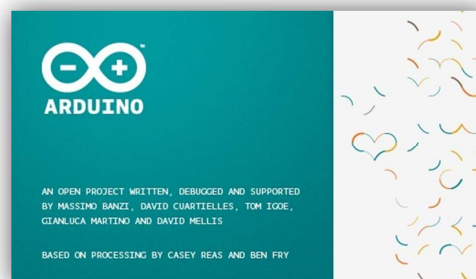 ARDUINO
AN OPEN PROJECT WRITTEN, DEBUGGED AND SUPPORTED
BY MASSIMO BANZI, DAVID CUARTIELLES, TOM IGOE,
GIANLUCA MARTINO AND DAVID MELLIS
BASED ON PROCESSING BY CASEY REAS AND BEN FRY